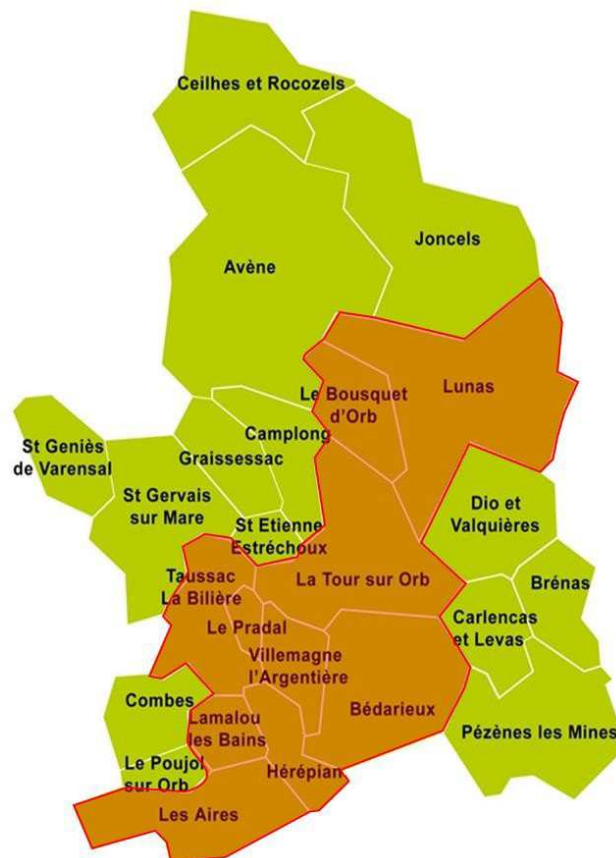 Ceilhes et Rocozels
Joncels
Avène
Lunas
Le Bousquet
d'Orb
Camplong
Graissessac
St Geniès
de Varensal
St Gervais
sur Mare
St Etienne
Estréchoux
Dio et
Valquières
Taussac
La Bilière
La Tour sur Orb
Brénas
Carlencas
et Levas
Le Pradal
Villemagne
l'Argentière
Combes
Bédarieux
Lamalou
les Bains
Pézènes les Mines
Le Poujol
sur Orb
Hérépian
Les Aires